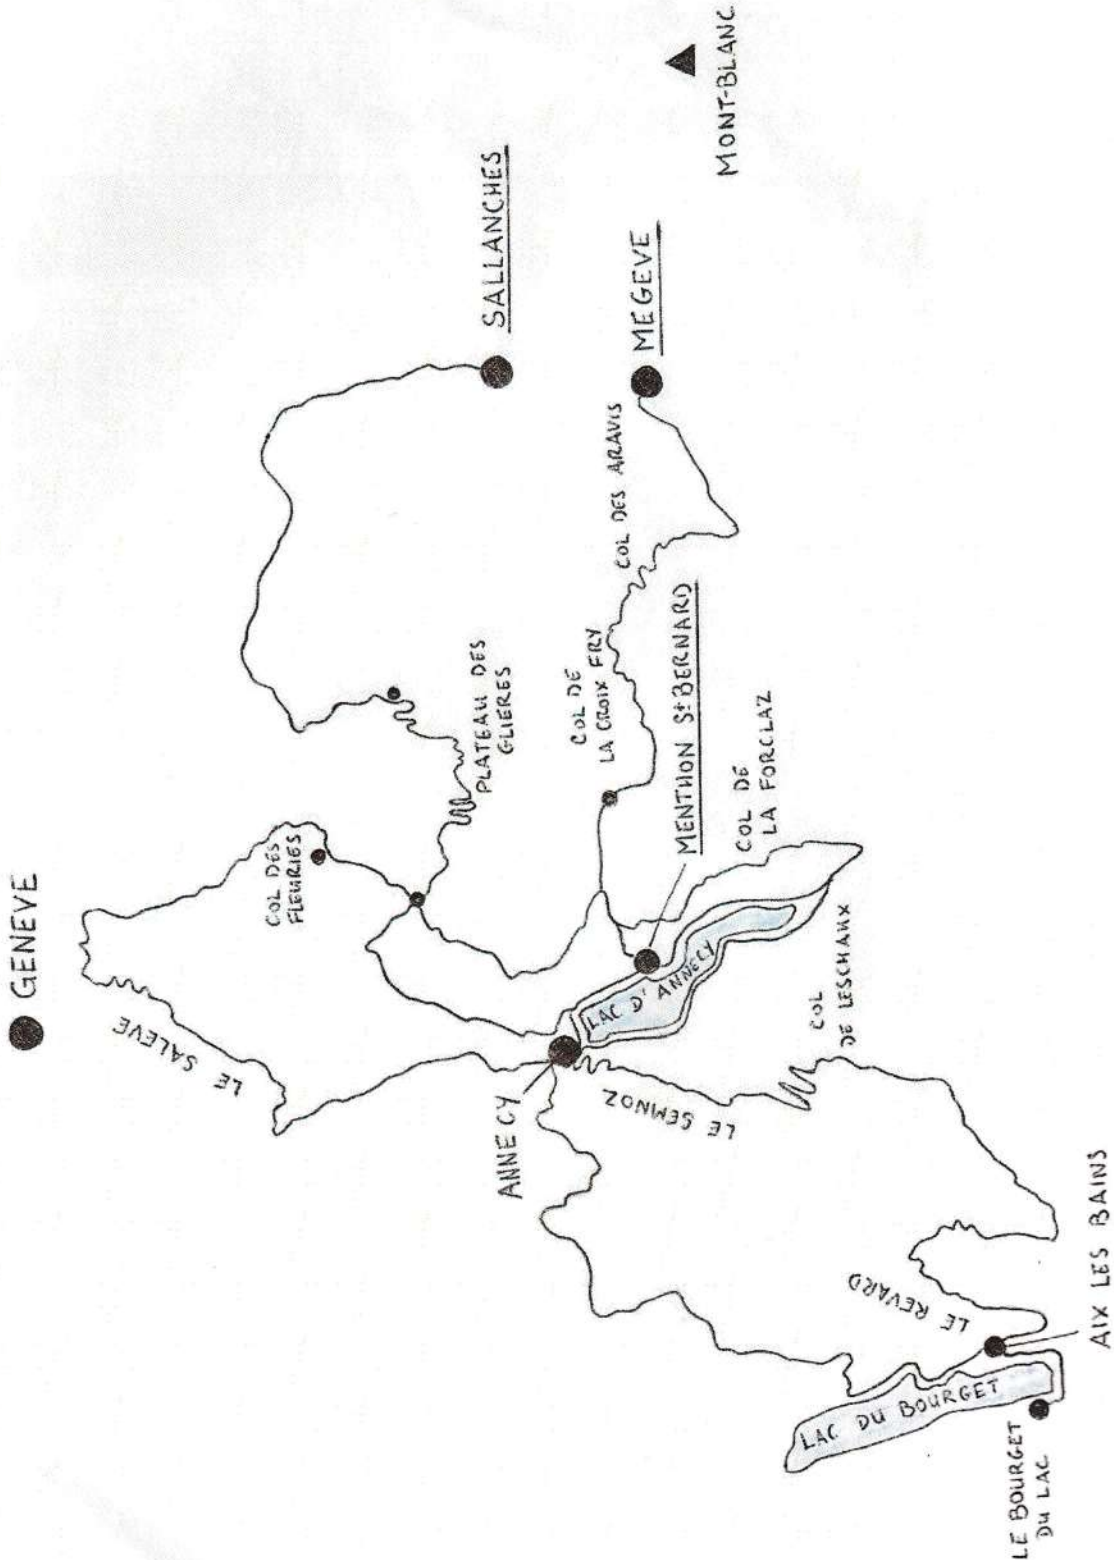 GENEVE
MONT-BLANC
SALLANCHES
MEGEVE
COL DES ARAVIS
PLATEAU DES
GLIERES
COL DE
LA CROIX FRY
MENTHON St BERNARD
COL DE
LA FORCLAZ
COL DES
FLEURIES
LE SALEVE
LAC D'ANNECY
ANNECY
LE SEMNOZ
COL
DE LESCHAUX
LE REVARD
AIX LES BAINS
LAC DU BOURGET
LE BOURGET
DU LAC